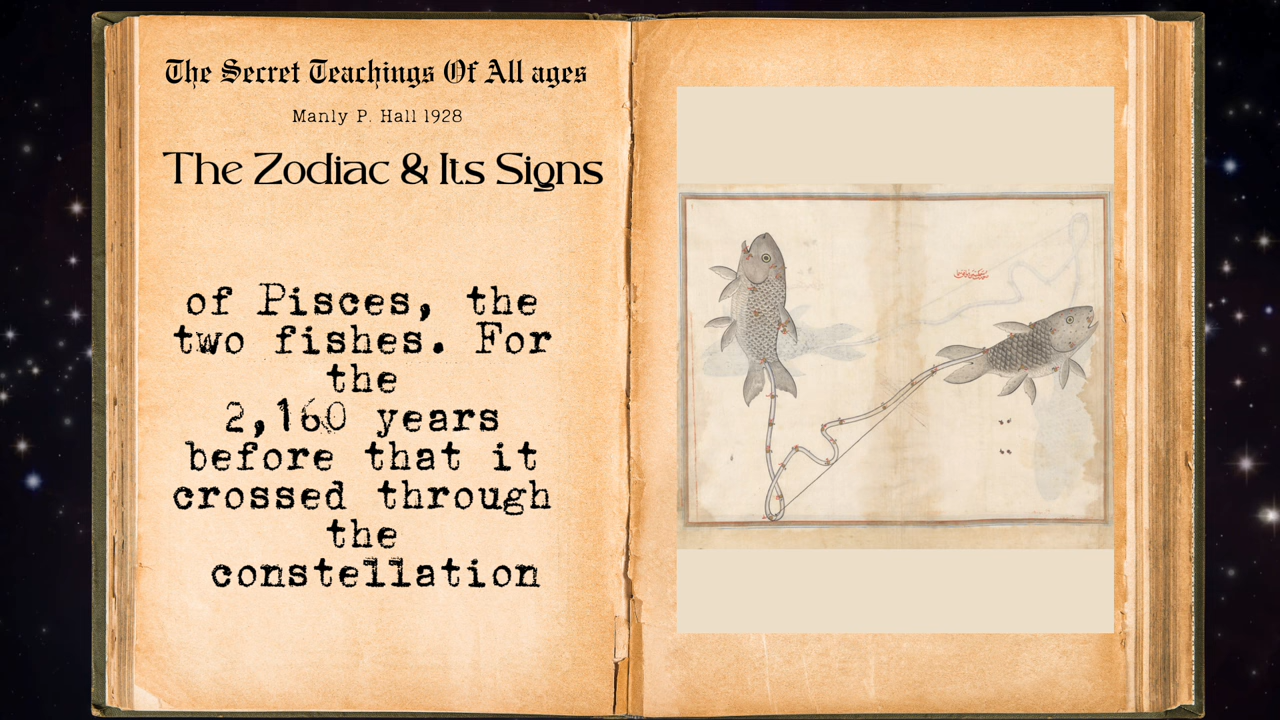 The Secret Teachings Of All ages
Manly P. Hall 1928
The Zodiac & Its Signs
of Pisces, the
two fishes. For
the
2,160 years
before that it
crossed through
the
constellation